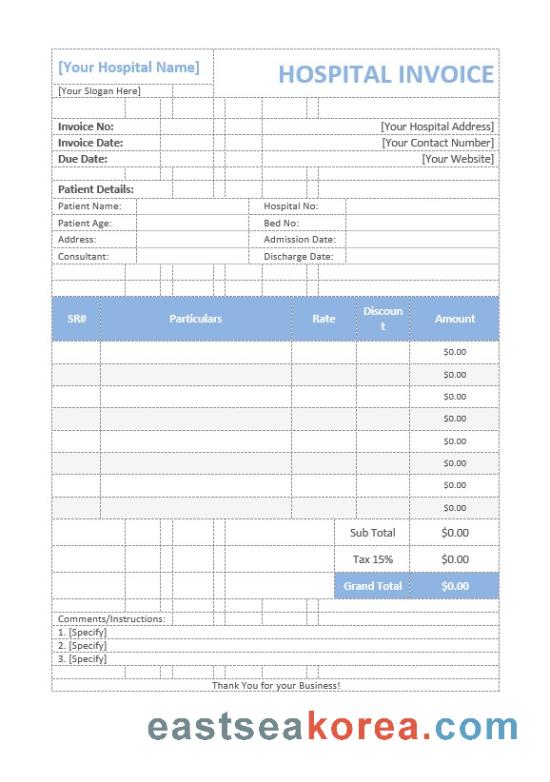 [Your Hospital Name]
HOSPITAL INVOICE
[Your Slogan Here]
Invoice No:
[Your Hospital Address]
Invoice Date:
[Your Contact Number]
Due Date:
[Your Website]
Patient Details:
Patient Name:
Hospital No:
Patient Age:
Bed No:
Address:
Admission Date:
Consultant:
Discharge Date:
SR#
Particulars
Rate
Discoun
t
Amount
$0.00
$0.00
$0.00
$0.00
$0.00
$0.00
$0.00
$0.00
Sub Total
$0.00
Tax 15%
$0.00
Grand Total
$0.00
Comments/Instructions:
1. [Specify]
2. [Specify]
3. [Specify]
Thank You for your Business!
eastseakorea.com